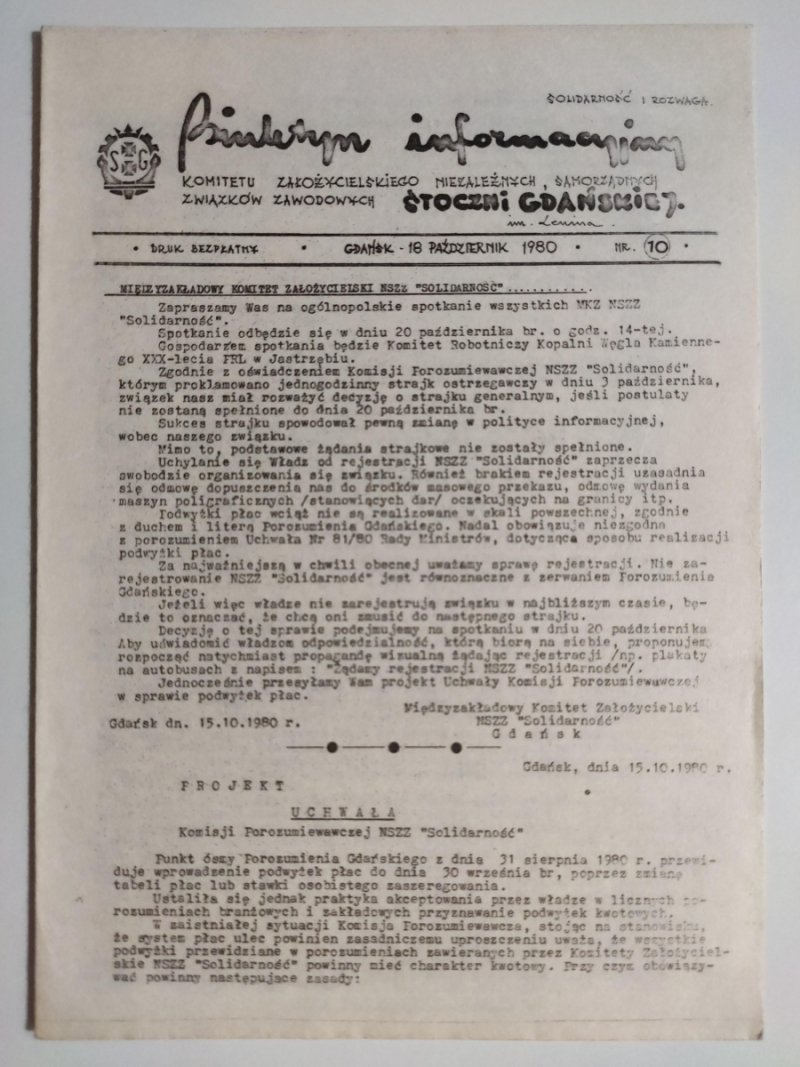 SOLIDARNOŚĆ I ROZWAGA.
Biuletyn informacyjny
SG
KOMITETU ZAŁOŻYCIELSKIEGO NIEZALEŻNYCH, SAMORZĄDNYCH
ZWIĄZKÓW ZAWODOWYCH STOCZNI GDAŃSKIEJ.
im. Lenina.
• DRUK BEZPŁATNY • GDAŃSK - 18 PAŹDZIERNIK 1980 • NR. 10 •
MIĘDZYZAKŁADOWY KOMITET ZAŁOŻYCIELSKI NSZZ "SOLIDARNOŚĆ"...........
Zapraszamy Was na ogólnopolskie spotkanie wszystkich MKZ NSZZ
"Solidarność".
Spotkanie odbędzie się w dniu 20 października br. o godz. 14-tej.
Gospodarzem spotkania będzie Komitet Robotniczy Kopalni Węgla Kamienne-
go XXX-lecia PRL w Jastrzębiu.
Zgodnie z oświadczeniem Komisji Porozumiewawczej NSZZ "Solidarność",
którym proklamowano jednogodzinny strajk ostrzegawczy w dniu 3 października,
związek nasz miał rozważyć decyzję o strajku generalnym, jeśli postulaty
nie zostaną spełnione do dnia 20 października br.
Sukces strajku spowodował pewną zmianę w polityce informacyjnej,
wobec naszego związku.
Mimo to, podstawowe żądania strajkowe nie zostały spełnione.
Uchylanie się Władz od rejestracji NSZZ "Solidarność" zaprzecza
swobodzie organizowania się związku. Również brakiem rejestracji uzasadnia
się odmowę dopuszczenia nas do środków masowego przekazu, odmowę wydania
maszyn poligraficznych /stanowiących dar/ oczekujących na granicy itp.
Podwyżki płac wciąż nie są realizowane w skali powszechnej, zgodnie
z duchem i literą Porozumienia Gdańskiego. Nadal obowiązuje niezgodna
z porozumieniem Uchwała Nr 81/80 Rady Ministrów, dotycząca sposobu realizacji
podwyżki płac.
Za najważniejszą w chwili obecnej uważamy sprawę rejestracji. Nie za-
rejestrowanie NSZZ "Solidarność" jest równoznaczne z zerwaniem Porozumienia
Gdańskiego.
Jeżeli więc władze nie zarejestrują związku w najbliższym czasie, bę-
dzie to oznaczać, że chcą oni zmusić do następnego strajku.
Decyzję o tej sprawie podejmujemy na spotkaniu w dniu 20 października
Aby uświadomić władzom odpowiedzialność, którą biorą na siebie, proponujemy
rozpocząć natychmiast propagandę wizualną żądając rejestracji /np. plakaty
na autobusach z napisem : "Żądamy rejestracji NSZZ "Solidarność"/.
Jednocześnie przesyłamy Wam projekt Uchwały Komisji Porozumiewawczej
w sprawie podwyżek płac.
Międzyzakładowy Komitet Założycielski
Gdańsk dn. 15.10.1980 r. NSZZ "Solidarność"
G d a ń s k
Gdańsk, dnia 15.10.1980 r.
P R O J E K T
U C H W A Ł A
Komisji Porozumiewawczej NSZZ "Solidarność"
Punkt ósmy Porozumienia Gdańskiego z dnia 31 sierpnia 1980 r. przewi-
duje wprowadzenie podwyżek płac do dnia 30 września br, poprzez zmianę
tabeli płac lub stawki osobistego zaszeregowania.
Ustaliła się jednak praktyka akceptowania przez władze w licznych po-
rozumieniach branżowych i zakładowych przyznawanie podwyżek kwotowych.
W zaistniałej sytuacji Komisja Porozumiewawcza, stojąc na stanowisku,
że system płac ulec powinien zasadniczemu uproszczeniu uważa, że wszystkie
podwyżki przewidziane w porozumieniach zawieranych przez Komitety Założyciel-
skie NSZZ "Solidarność" powinny mieć charakter kwotowy. Przy czym obowiązy-
wać powinny następujące zasady: